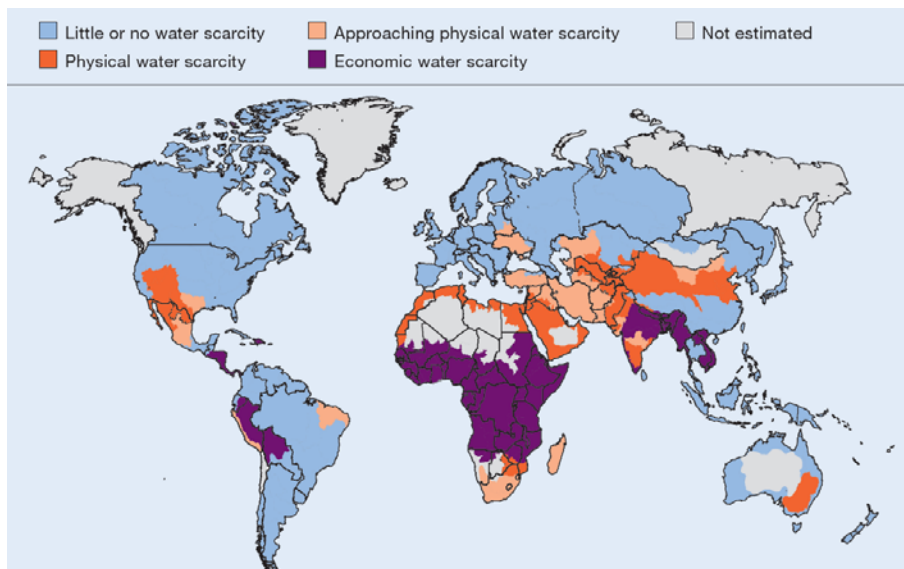 Little or no water scarcity
Approaching physical water scarcity
Not estimated
Physical water scarcity
Economic water scarcity